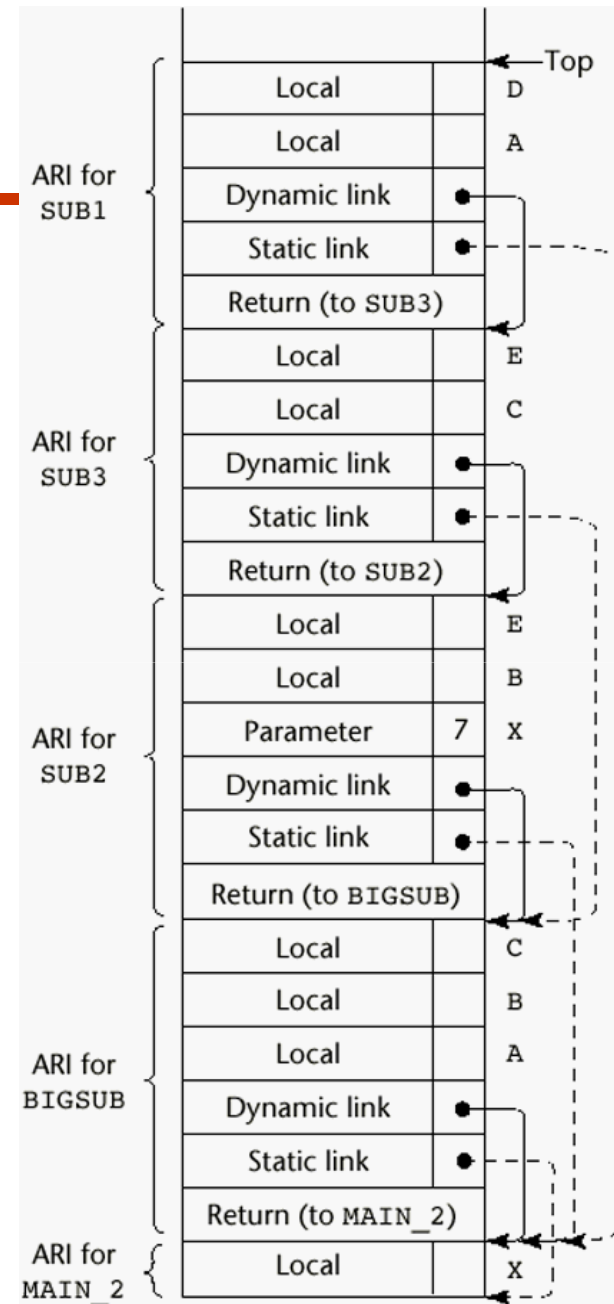 Top
Local D
Local A
ARI for
SUB1
Dynamic link
Static link
Return (to SUB3)
Local E
Local C
ARI for
SUB3
Dynamic link
Static link
Return (to SUB2)
Local E
Local B
ARI for
SUB2
Parameter 7 X
Dynamic link
Static link
Return (to BIGSUB)
Local C
Local B
Local A
ARI for
BIGSUB
Dynamic link
Static link
Return (to MAIN_2)
ARI for
MAIN_2
Local X